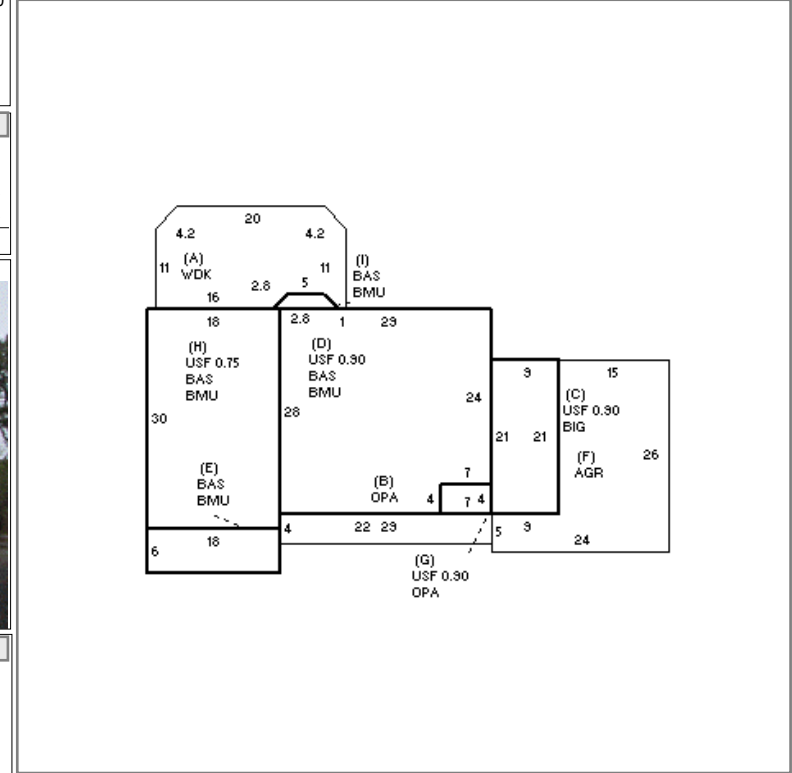 20
4.2 4.2
(A)
WDK
11 11
(I)
BAS
BMU
2.8 5
16
18 2.8 1 29
(H)
USF 0.75
BAS
BMU
(D)
USF 0.90
BAS
BMU
9 15
24
(C)
USF 0.90
BIG
30 28
21 21
26
(F)
AGR
(E)
BAS
BMU
7
(B)
OPA
4 7 4
4 22 29
5 9
24
18
6
(G)
USF 0.90
OPA